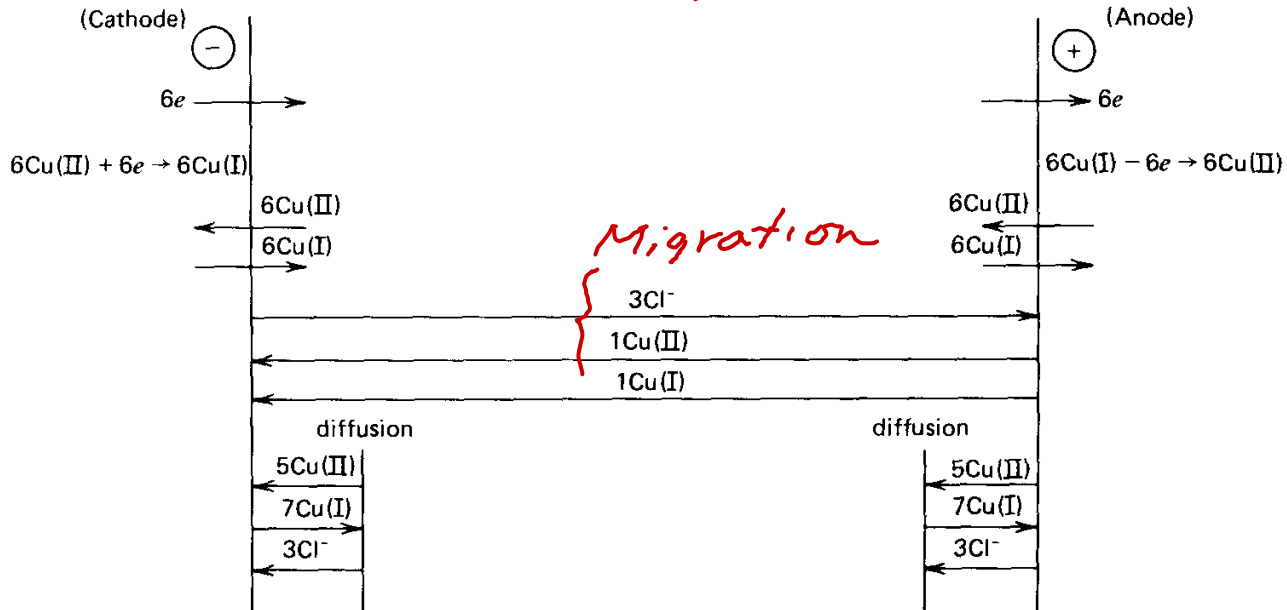 (Cathode)
(Anode)
−
+
6e
6e
6Cu(II) + 6e → 6Cu(I)
6Cu(I) − 6e → 6Cu(II)
6Cu(II)
6Cu(II)
6Cu(I)
6Cu(I)
Migration
3Cl⁻
1Cu(II)
1Cu(I)
diffusion
diffusion
5Cu(II)
5Cu(II)
7Cu(I)
7Cu(I)
3Cl⁻
3Cl⁻